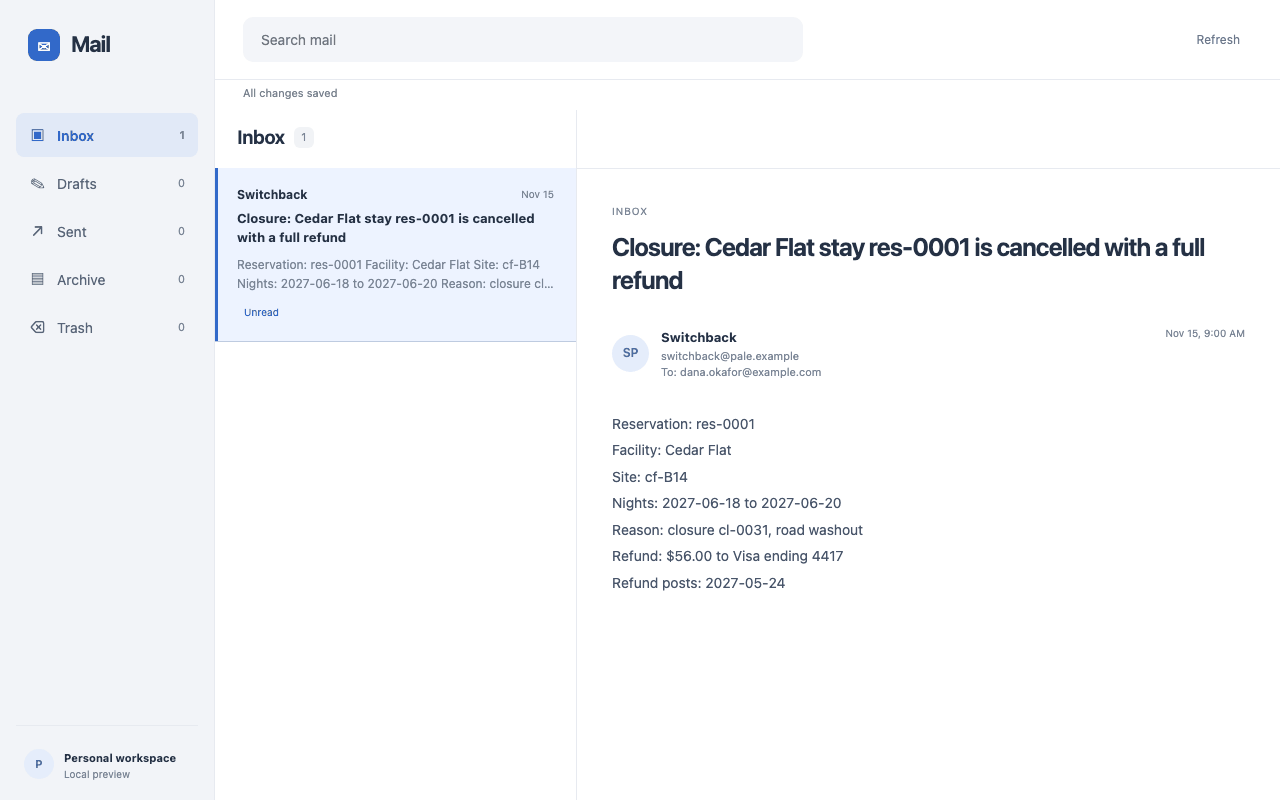 Mail
Inbox 1
Drafts 0
Sent 0
Archive 0
Trash 0
P
Personal workspace
Local preview
Search mail
Refresh
All changes saved
Inbox 1
Switchback Nov 15
Closure: Cedar Flat stay res-0001 is cancelled
with a full refund
Reservation: res-0001 Facility: Cedar Flat Site: cf-B14
Nights: 2027-06-18 to 2027-06-20 Reason: closure cl...
Unread
INBOX
Closure: Cedar Flat stay res-0001 is cancelled with a full
refund
SP
Switchback
Nov 15, 9:00 AM
switchback@pale.example
To: dana.okafor@example.com
Reservation: res-0001
Facility: Cedar Flat
Site: cf-B14
Nights: 2027-06-18 to 2027-06-20
Reason: closure cl-0031, road washout
Refund: $56.00 to Visa ending 4417
Refund posts: 2027-05-24